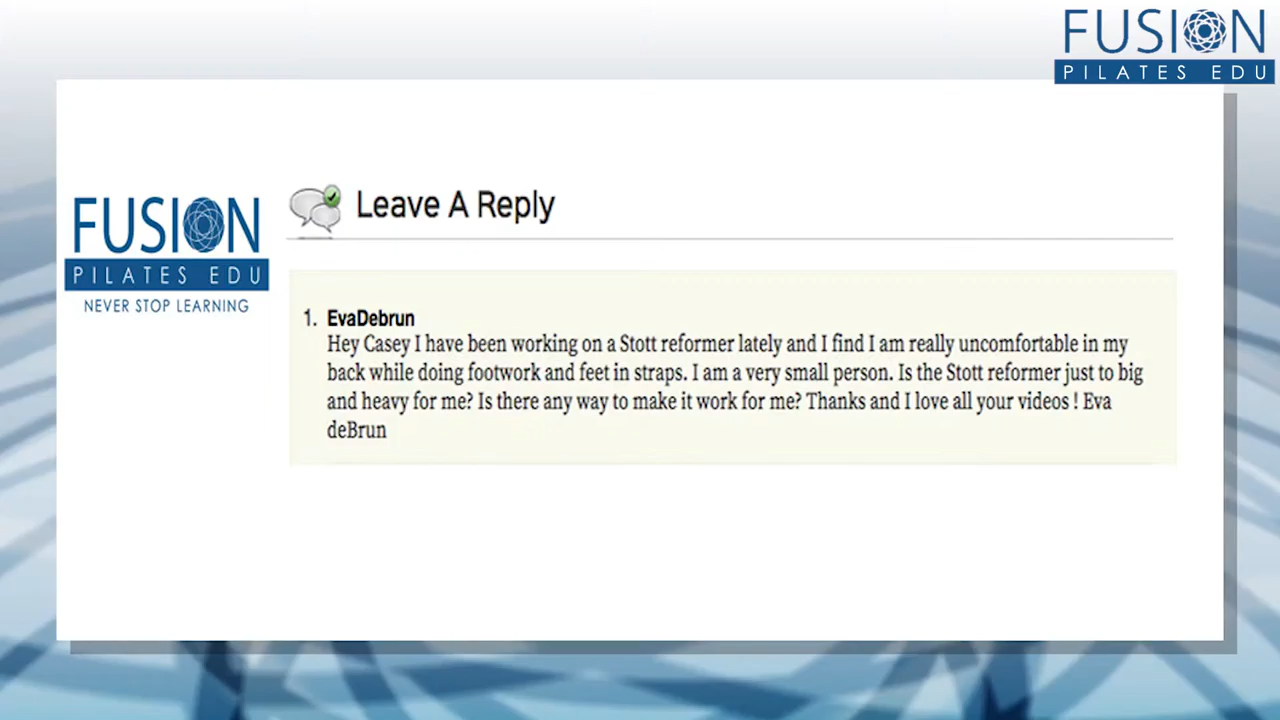 FUSION
PILATES EDU
FUSION
PILATES EDU
NEVER STOP LEARNING
Leave A Reply
1. EvaDebrun
Hey Casey I have been working on a Stott reformer lately and I find I am really uncomfortable in my
back while doing footwork and feet in straps. I am a very small person. Is the Stott reformer just to big
and heavy for me? Is there any way to make it work for me? Thanks and I love all your videos ! Eva
deBrun